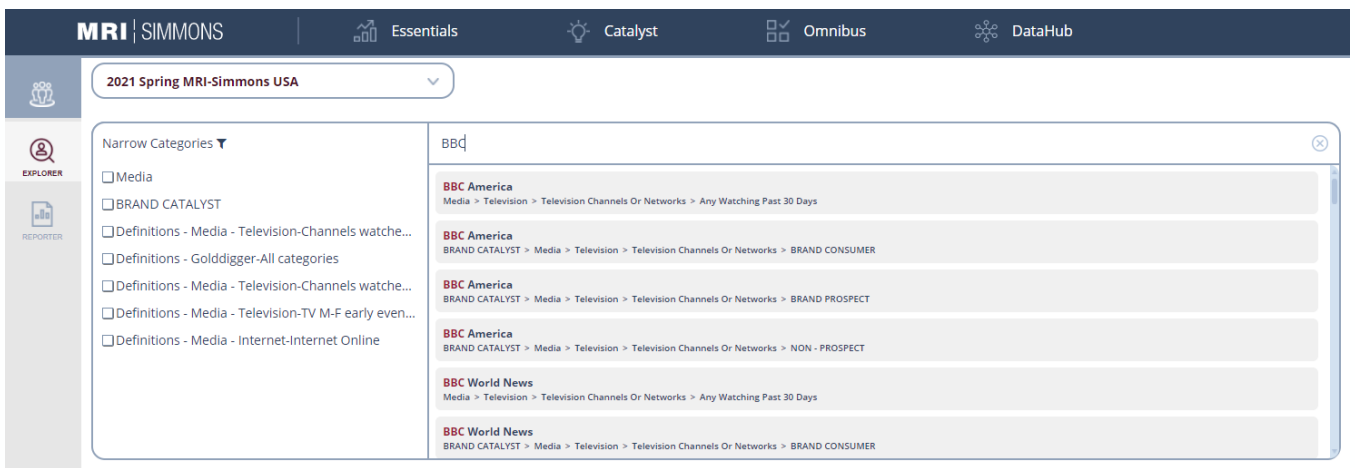 MRI SIMMONS
Essentials
Catalyst
Omnibus
DataHub
2021 Spring MRI-Simmons USA
EXPLORER
REPORTER
Narrow Categories
Media
BRAND CATALYST
Definitions - Media - Television-Channels watche...
Definitions - Golddigger-All categories
Definitions - Media - Television-Channels watche...
Definitions - Media - Television-TV M-F early even...
Definitions - Media - Internet-Internet Online
BBC
BBC America
Media > Television > Television Channels Or Networks > Any Watching Past 30 Days
BBC America
BRAND CATALYST > Media > Television > Television Channels Or Networks > BRAND CONSUMER
BBC America
BRAND CATALYST > Media > Television > Television Channels Or Networks > BRAND PROSPECT
BBC America
BRAND CATALYST > Media > Television > Television Channels Or Networks > NON - PROSPECT
BBC World News
Media > Television > Television Channels Or Networks > Any Watching Past 30 Days
BBC World News
BRAND CATALYST > Media > Television > Television Channels Or Networks > BRAND CONSUMER